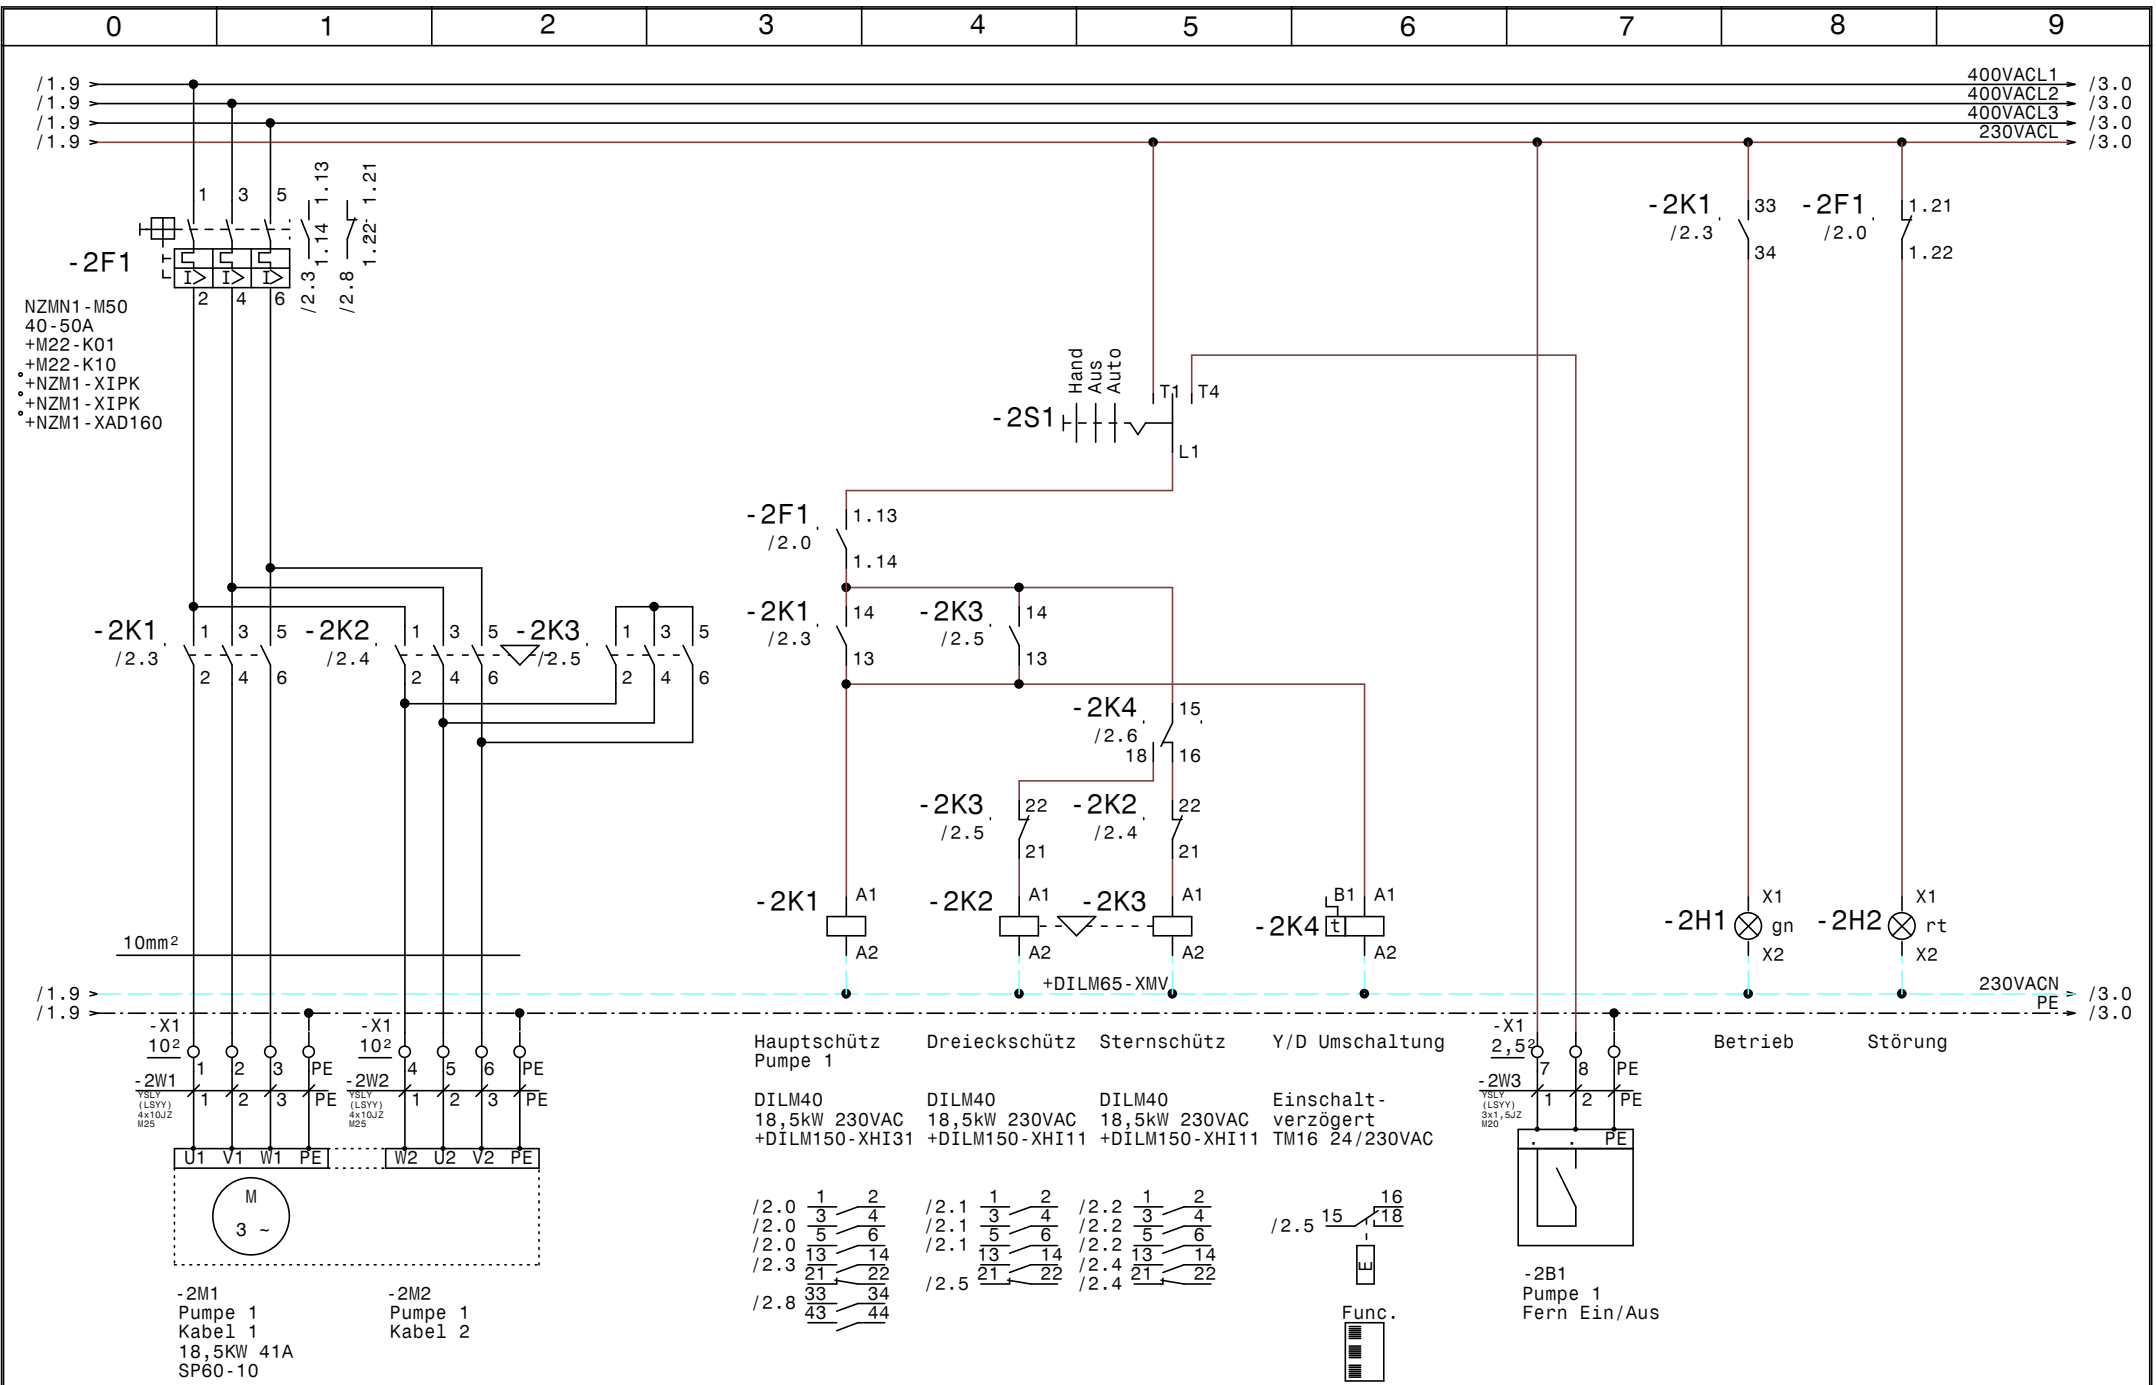 0 1 2 3 4 5 6 7 8 9
/1.9 400VACL1 /3.0
/1.9 400VACL2 /3.0
/1.9 400VACL3 /3.0
/1.9 230VACL /3.0
1 3 5 1.13 1.21
1.14 1.22
/2.3 /2.8
-2F1
I> I> I>
2 4 6
NZMN1-M50
40-50A
+M22-K01
+M22-K10
+NZM1-XIPK
+NZM1-XIPK
+NZM1-XAD160
-2K1 33
/2.3
34
-2F1 1.21
/2.0
1.22
Hand
Aus
Auto
-2S1
T1 T4
L1
-2F1 1.13
/2.0
1.14
-2K1 14
/2.3
13
-2K3 14
/2.5
13
-2K1 1 3 5
/2.3
2 4 6
-2K2 1 3 5
/2.4
2 4 6
-2K3 1 3 5
/2.5
2 4 6
-2K4 15
/2.6
18 16
-2K3 22
/2.5
21
-2K2 22
/2.4
21
-2K1 A1
A2
-2K2 A1
A2
-2K3 A1
A2
-2K4 B1 A1
t
A2
-2H1 X1
gn
X2
-2H2 X1
rt
X2
10mm²
+DILM65-XMV
/1.9 230VACN /3.0
/1.9 PE /3.0
-X1
10²
1 2 3 PE
-2W1
YSLY
(LSYY)
4x10JZ
M25
1 2 3 PE
U1 V1 W1 PE
-X1
10²
4 5 6 PE
-2W2
YSLY
(LSYY)
4x10JZ
M25
1 2 3 PE
W2 U2 V2 PE
M
3 ~
-2M1
Pumpe 1
Kabel 1
18,5KW 41A
SP60-10
-2M2
Pumpe 1
Kabel 2
Hauptschütz
Pumpe 1
DILM40
18,5kW 230VAC
+DILM150-XHI31
/2.0 1 2
/2.0 3 4
/2.0 5 6
/2.3 13 14
21 22
/2.8 33 34
43 44
Dreieckschütz
DILM40
18,5kW 230VAC
+DILM150-XHI11
/2.1 1 2
/2.1 3 4
/2.1 5 6
13 14
/2.5 21 22
Sternschütz
DILM40
18,5kW 230VAC
+DILM150-XHI11
/2.2 1 2
/2.2 3 4
/2.2 5 6
/2.4 13 14
/2.4 21 22
Y/D Umschaltung
Einschalt-
verzögert
TM16 24/230VAC
16
/2.5 15 18
E
Func.
-X1
2,5²
7 8 PE
-2W3
YSLY
(LSYY)
3x1,5JZ
M20
1 2 PE
. . PE
-2B1
Pumpe 1
Fern Ein/Aus
Betrieb
Störung